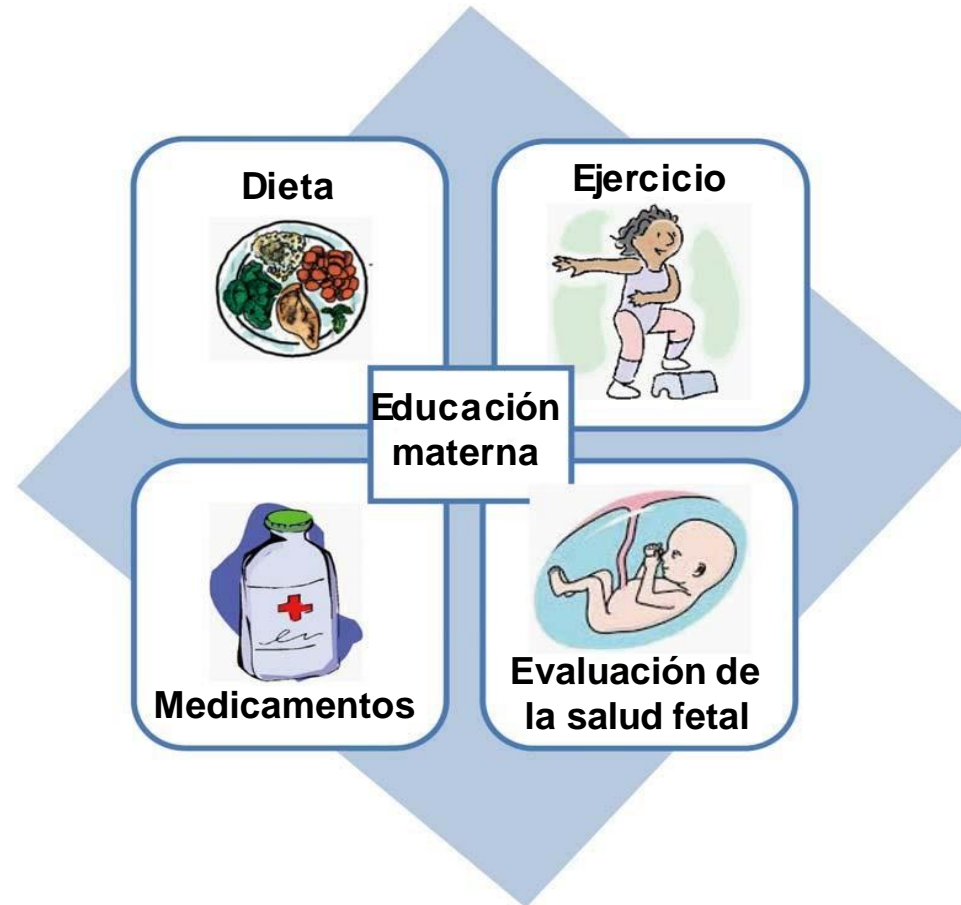 Dieta
Ejercicio
Educación
materna
Medicamentos
Evaluación de
la salud fetal